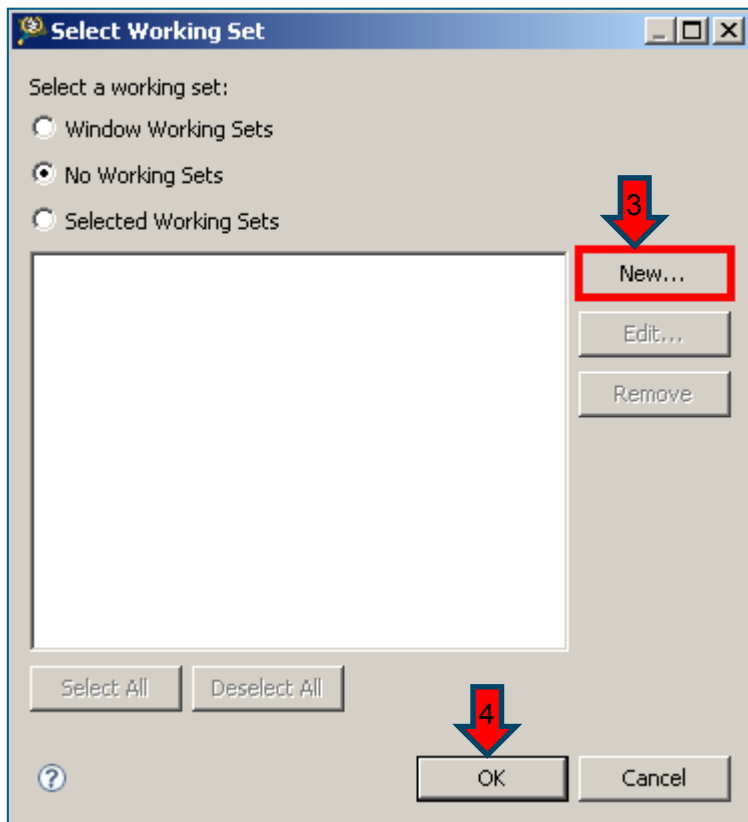 Select Working Set
Select a working set:
Window Working Sets
No Working Sets
Selected Working Sets
3
New...
Edit...
Remove
Select All Deselect All
4
? OK Cancel